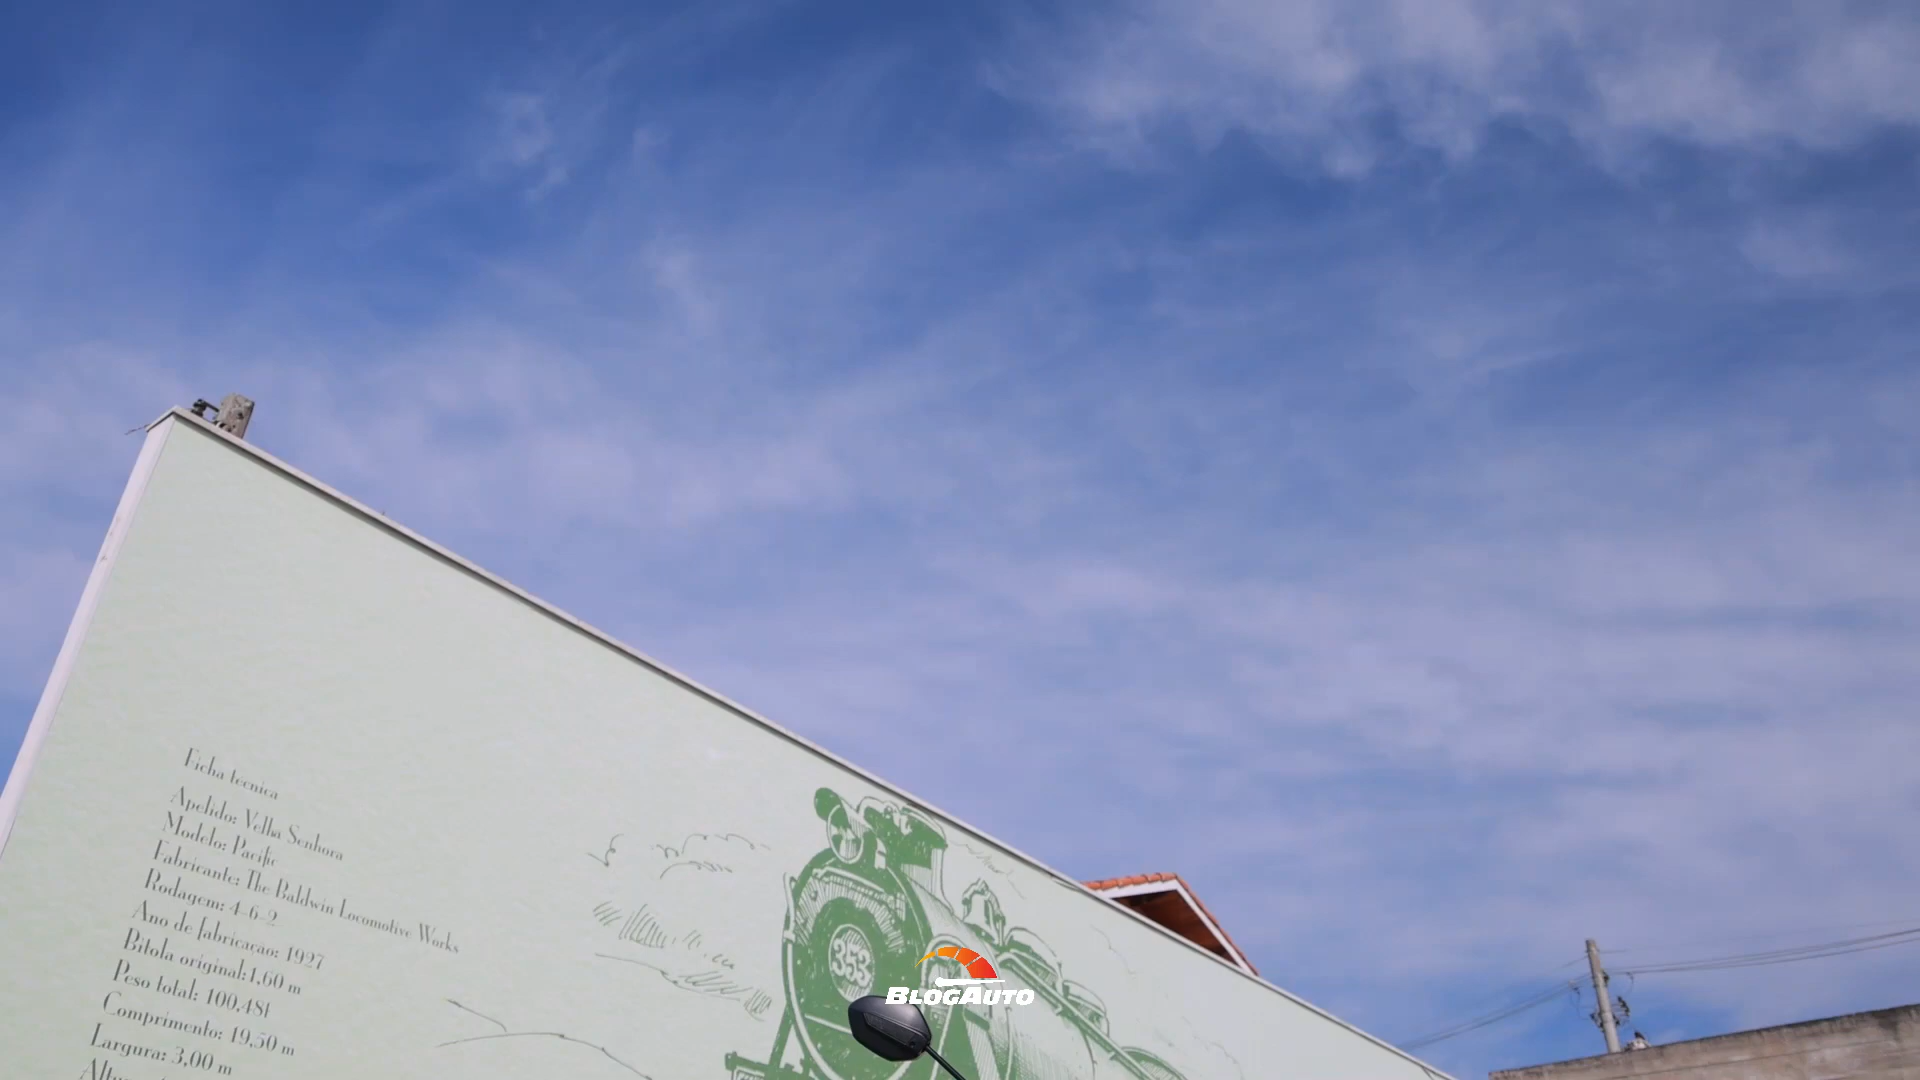 Ficha técnica
Apelido: Velha Senhora
Modelo: Pacific
Fabricante: The Baldwin Locomotive Works
Rodagem: 4-6-2
Ano de fabricaçao: 1927
Bitola original:1,60 m
Peso total: 100,48t
Comprimento: 19,50 m
Largura: 3,00 m
353
BLOGAUTO